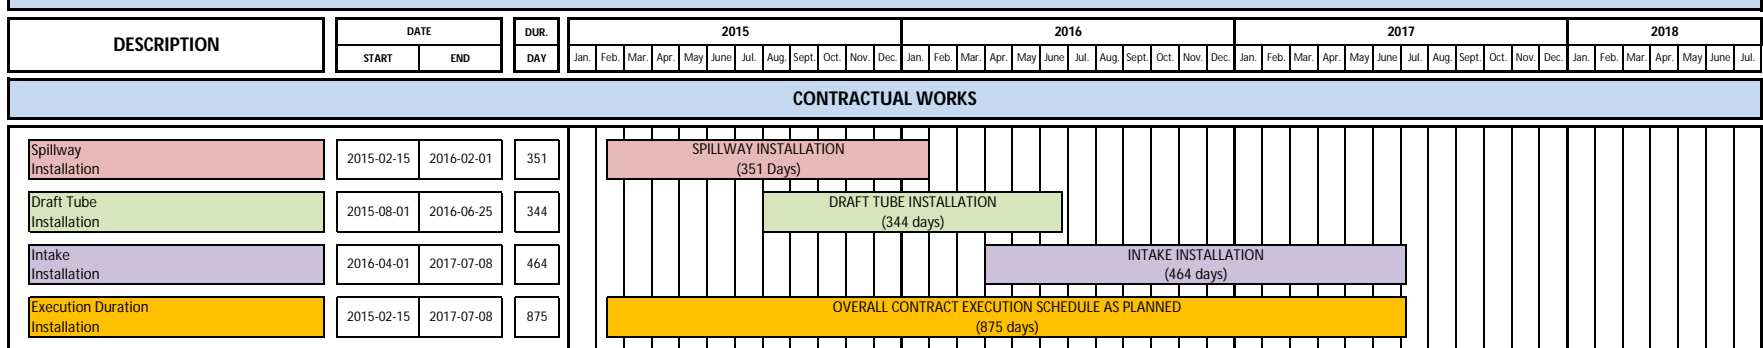 DESCRIPTION DATE DUR. 2015 2016 2017 2018
START END DAY Jan. Feb. Mar. Apr. May June Jul. Aug. Sept. Oct. Nov. Dec. Jan. Feb. Mar. Apr. May June Jul. Aug. Sept. Oct. Nov. Dec. Jan. Feb. Mar. Apr. May June Jul. Aug. Sept. Oct. Nov. Dec. Jan. Feb. Mar. Apr. May June Jul.
CONTRACTUAL WORKS
Spillway
Installation
2015-02-15 2016-02-01 351
SPILLWAY INSTALLATION
(351 Days)
Draft Tube
Installation
2015-08-01 2016-06-25 344
DRAFT TUBE INSTALLATION
(344 days)
Intake
Installation
2016-04-01 2017-07-08 464
INTAKE INSTALLATION
(464 days)
Execution Duration
Installation
2015-02-15 2017-07-08 875
OVERALL CONTRACT EXECUTION SCHEDULE AS PLANNED
(875 days)